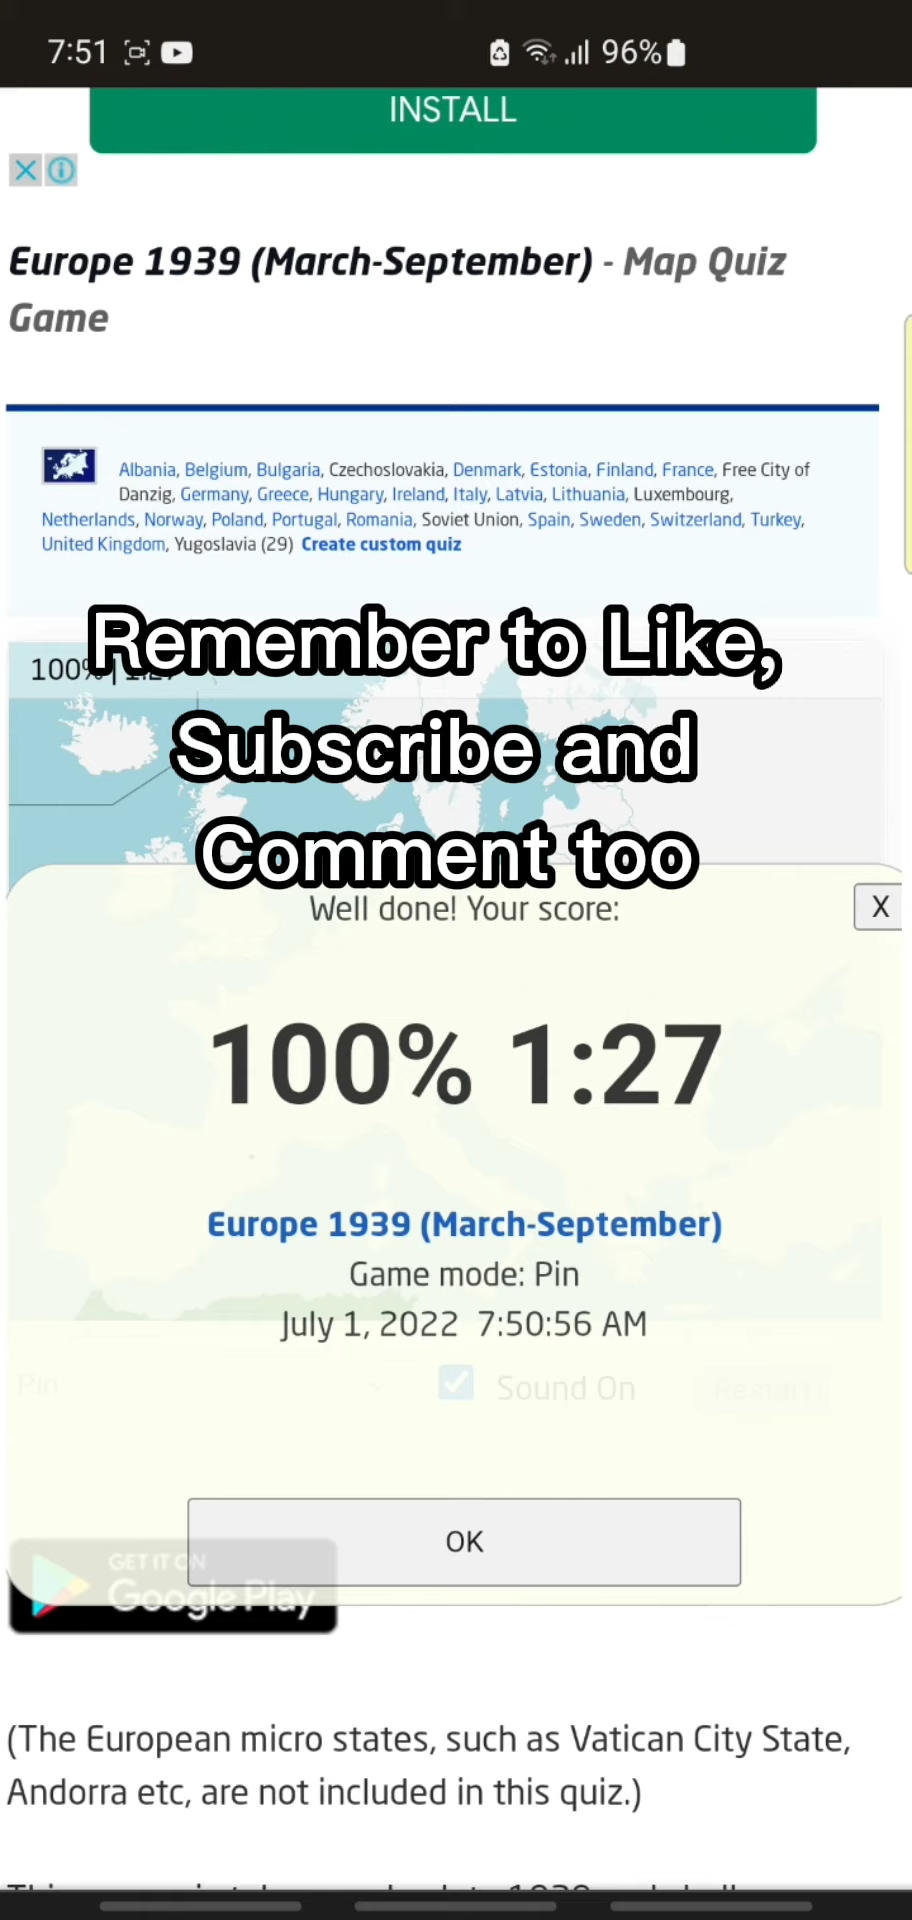 7:51
96%
INSTALL
Europe 1939 (March-September) - Map Quiz
Game
Albania, Belgium, Bulgaria, Czechoslovakia, Denmark, Estonia, Finland, France, Free City of
Danzig, Germany, Greece, Hungary, Ireland, Italy, Latvia, Lithuania, Luxembourg,
Netherlands, Norway, Poland, Portugal, Romania, Soviet Union, Spain, Sweden, Switzerland, Turkey,
United Kingdom, Yugoslavia (29) Create custom quiz
Remember to Like,
100% | 1:27
Subscribe and
Comment too
Well done! Your score:
X
100% 1:27
Europe 1939 (March-September)
Game mode: Pin
July 1, 2022 7:50:56 AM
Pin
Sound On
Restart
OK
GET IT ON
Google Play
(The European micro states, such as Vatican City State,
Andorra etc, are not included in this quiz.)